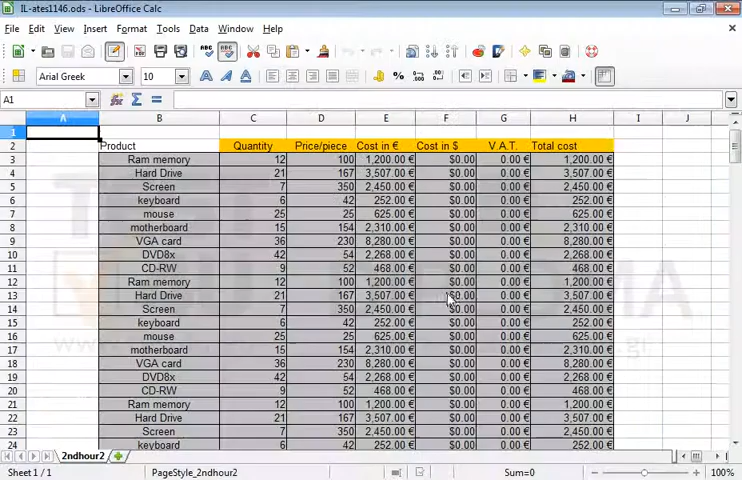 IL-ates1146.ods - LibreOffice Calc
File Edit View Insert Format Tools Data Window Help
Arial Greek 10
A1
A B C D E F G H I J
1
2 Product Quantity Price/piece Cost in € Cost in $ V.A.T. Total cost
3 Ram memory 12 100 1,200.00 € $0.00 0.00 € 1,200.00 €
4 Hard Drive 21 167 3,507.00 € $0.00 0.00 € 3,507.00 €
5 Screen 7 350 2,450.00 € $0.00 0.00 € 2,450.00 €
6 keyboard 6 42 252.00 € $0.00 0.00 € 252.00 €
7 mouse 25 25 625.00 € $0.00 0.00 € 625.00 €
8 motherboard 15 154 2,310.00 € $0.00 0.00 € 2,310.00 €
9 VGA card 36 230 8,280.00 € $0.00 0.00 € 8,280.00 €
10 DVD8x 42 54 2,268.00 € $0.00 0.00 € 2,268.00 €
11 CD-RW 9 52 468.00 € $0.00 0.00 € 468.00 €
12 Ram memory 12 100 1,200.00 € $0.00 0.00 € 1,200.00 €
13 Hard Drive 21 167 3,507.00 € $0.00 0.00 € 3,507.00 €
14 Screen 7 350 2,450.00 € $0.00 0.00 € 2,450.00 €
15 keyboard 6 42 252.00 € $0.00 0.00 € 252.00 €
16 mouse 25 25 625.00 € $0.00 0.00 € 625.00 €
17 motherboard 15 154 2,310.00 € $0.00 0.00 € 2,310.00 €
18 VGA card 36 230 8,280.00 € $0.00 0.00 € 8,280.00 €
19 DVD8x 42 54 2,268.00 € $0.00 0.00 € 2,268.00 €
20 CD-RW 9 52 468.00 € $0.00 0.00 € 468.00 €
21 Ram memory 12 100 1,200.00 € $0.00 0.00 € 1,200.00 €
22 Hard Drive 21 167 3,507.00 € $0.00 0.00 € 3,507.00 €
23 Screen 7 350 2,450.00 € $0.00 0.00 € 2,450.00 €
24 keyboard 6 42 252.00 € $0.00 0.00 € 252.00 €
2ndhour2
Sheet 1 / 1 PageStyle_2ndhour2 Sum=0 100%